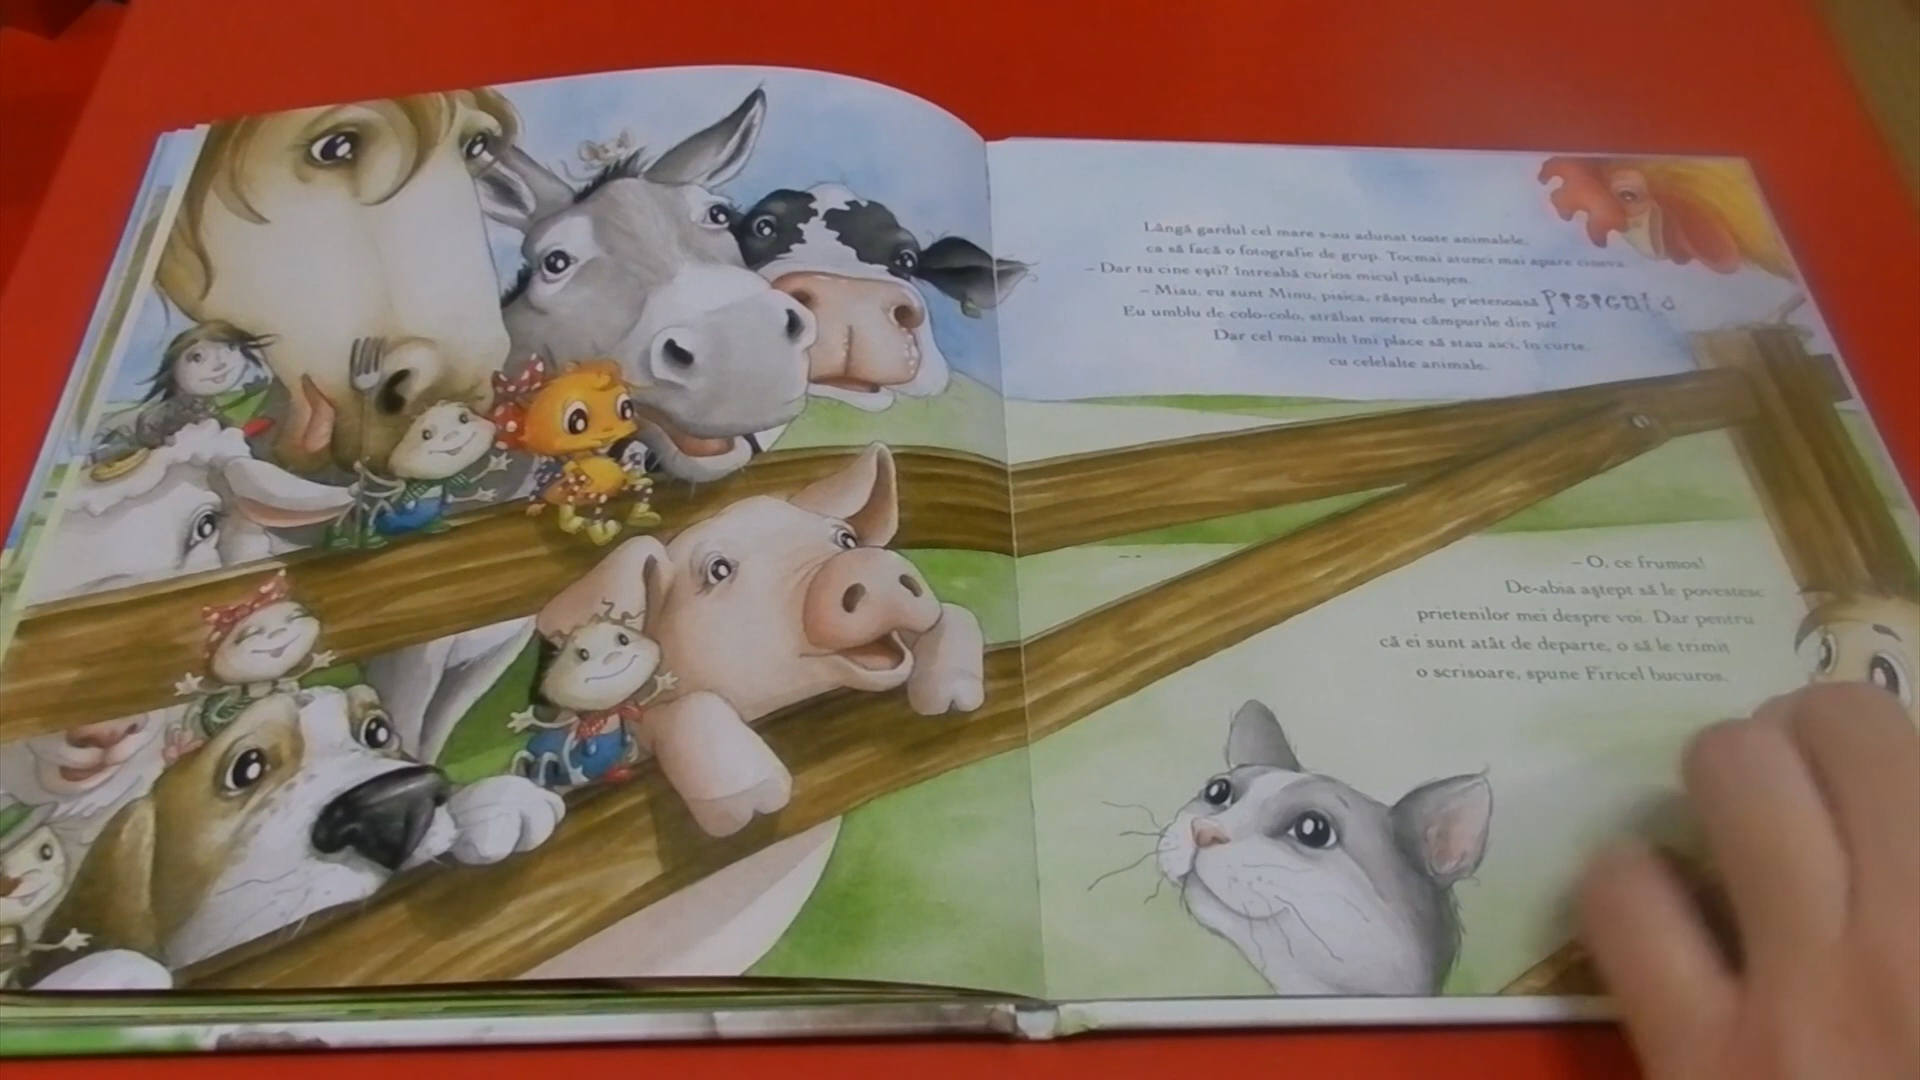 Lângă gardul cel mare s-au adunat toate animalele,
ca să facă o fotografie de grup. Tocmai atunci mai apare cineva.
– Dar tu cine ești? întreabă curios micul păianjen.
– Miau, eu sunt Minu, pisica, răspunde prietenoasă
Eu umblu de colo-colo, străbat mereu câmpurile din jur.
Dar cel mai mult îmi place să stau aici, în curte,
cu celelalte animale.
– O, ce frumos!
De-abia aștept să le povestesc
prietenilor mei despre voi. Dar pentru
că ei sunt atât de departe, o să le trimit
o scrisoare, spune Firicel bucuros.